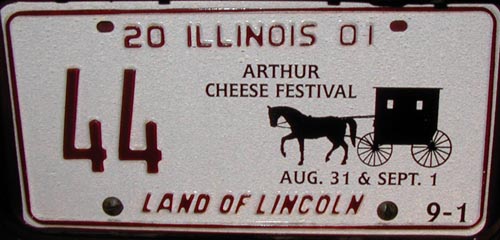 20 ILLINOIS 01
44
ARTHUR
CHEESE FESTIVAL
AUG. 31 & SEPT. 1
LAND OF LINCOLN
9-1